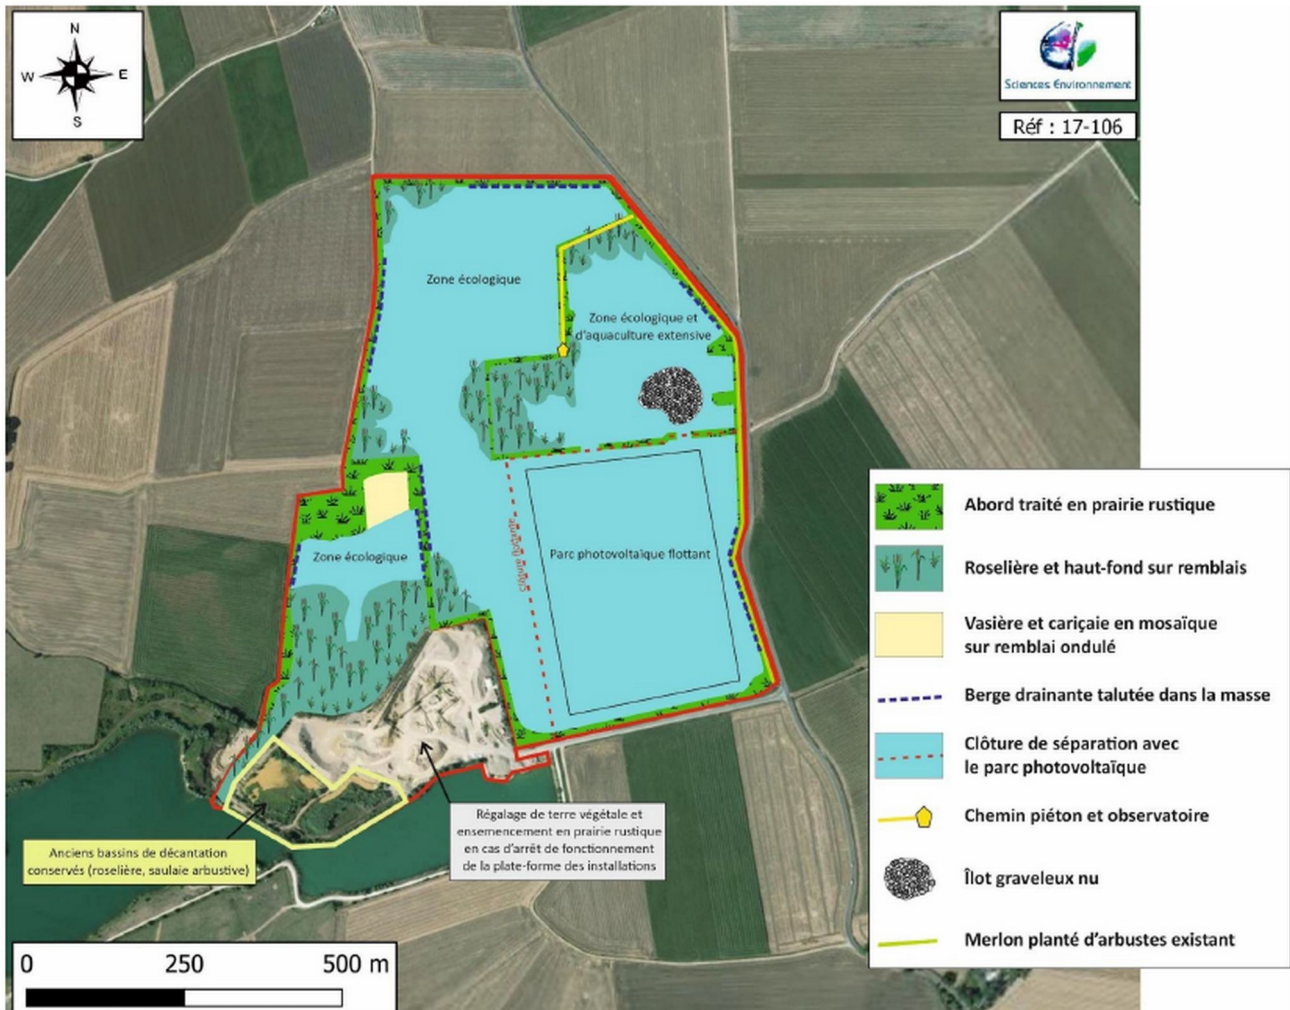 N
W E
S
Sciences Environnement
Réf : 17-106
Zone écologique
Zone écologique et
d'aquaculture extensive
Zone écologique
Clôture flottante
Parc photovoltaïque flottant
Anciens bassins de décantation
conservés (roselière, saulaie arbustive)
Régalage de terre végétale et
ensemencement en prairie rustique
en cas d'arrêt de fonctionnement
de la plate-forme des installations
Abord traité en prairie rustique
Roselière et haut-fond sur remblais
Vasière et cariçaie en mosaïque
sur remblai ondulé
Berge drainante talutée dans la masse
Clôture de séparation avec
le parc photovoltaïque
Chemin piéton et observatoire
Îlot graveleux nu
Merlon planté d'arbustes existant
0 250 500 m